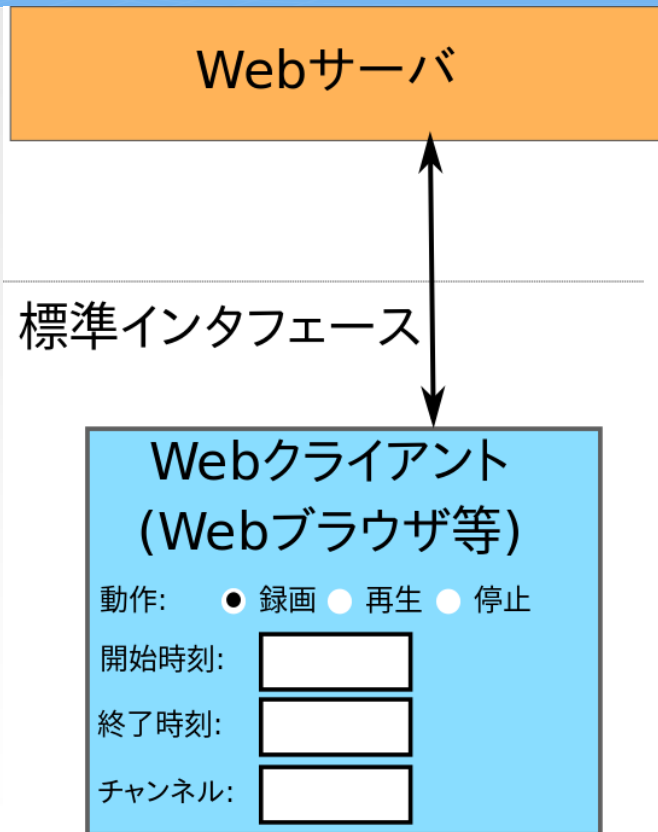 Webサーバ
標準インタフェース
Webクライアント
(Webブラウザ等)
動作: 録画 再生 停止
開始時刻:
終了時刻:
チャンネル: